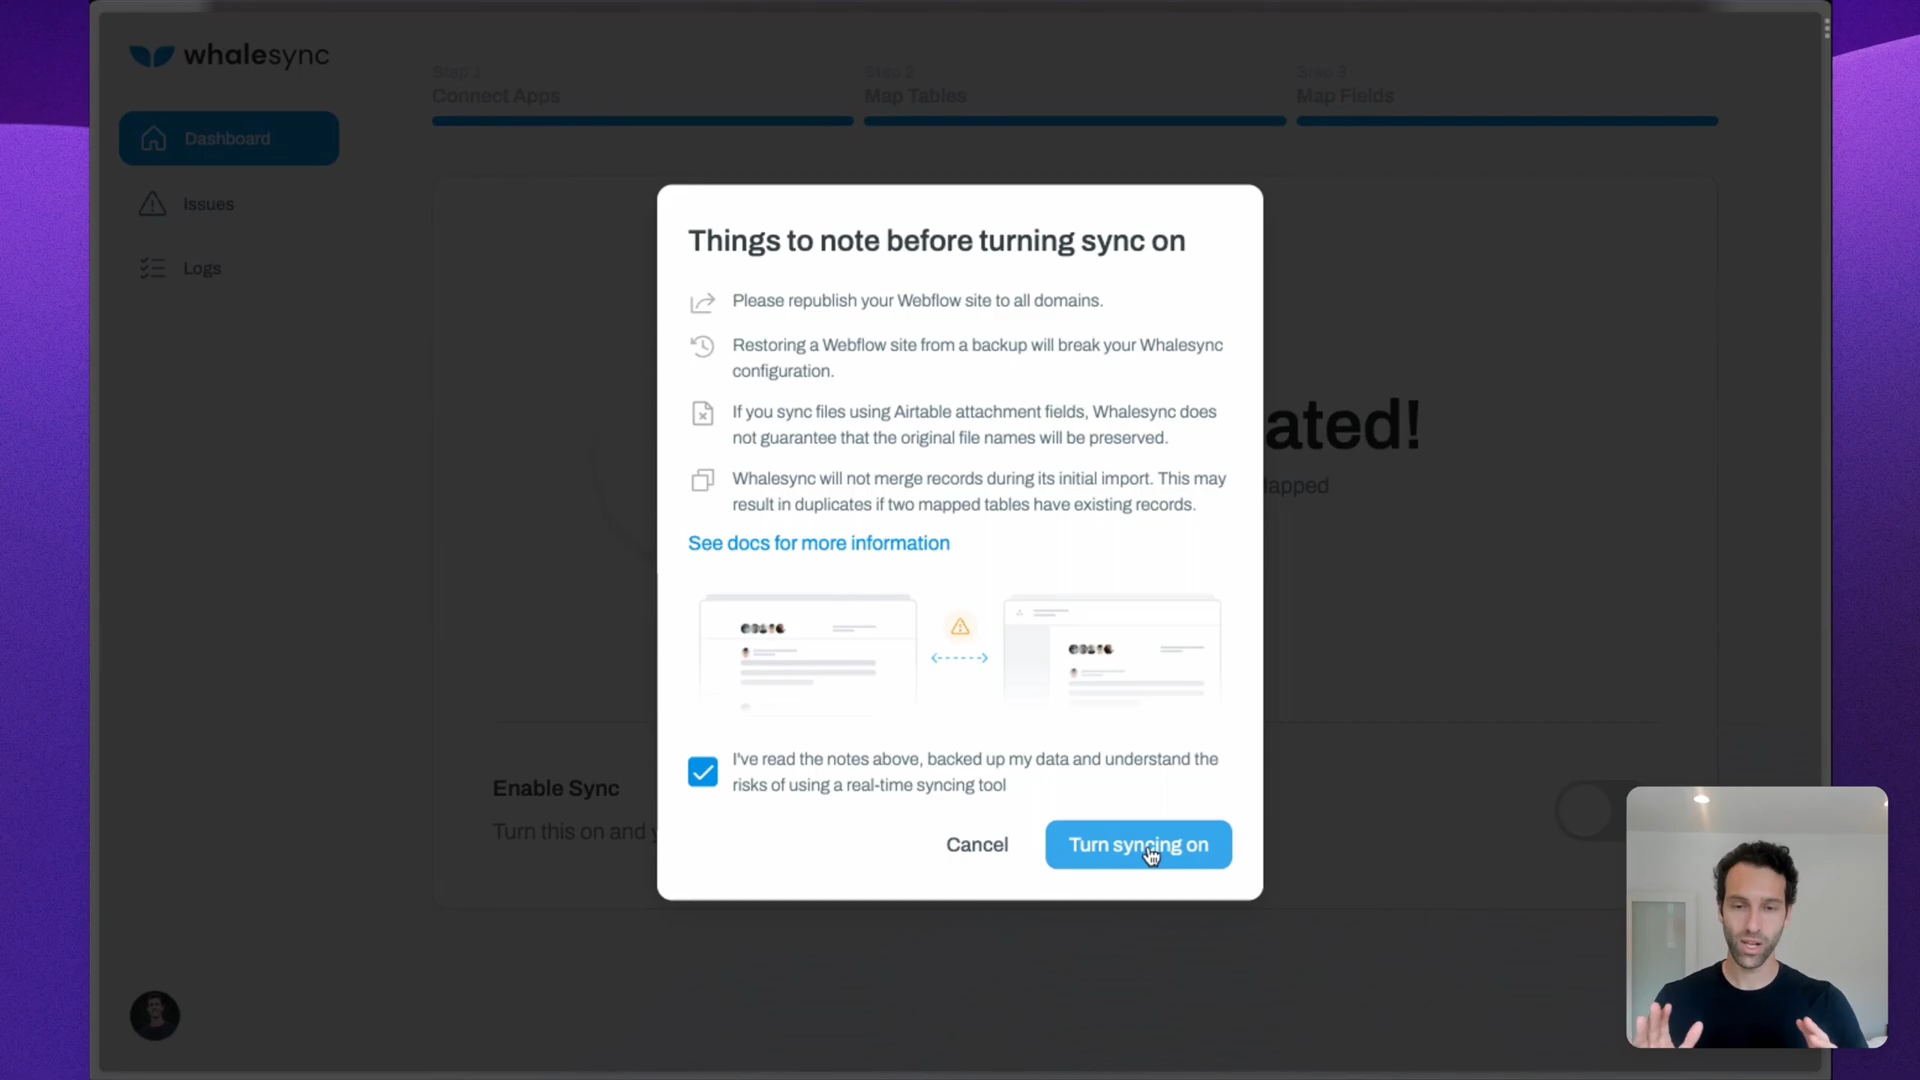 whalesync
Step 1
Connect Apps
Step 2
Map Tables
Step 3
Map Fields
Dashboard
Issues
Logs
Things to note before turning sync on
Please republish your Webflow site to all domains.
Restoring a Webflow site from a backup will break your Whalesync
configuration.
If you sync files using Airtable attachment fields, Whalesync does
not guarantee that the original file names will be preserved.
Whalesync will not merge records during its initial import. This may
result in duplicates if two mapped tables have existing records.
See docs for more information
ated!
apped
I've read the notes above, backed up my data and understand the
risks of using a real-time syncing tool
Enable Sync
Turn this on and
Cancel
Turn syncing on